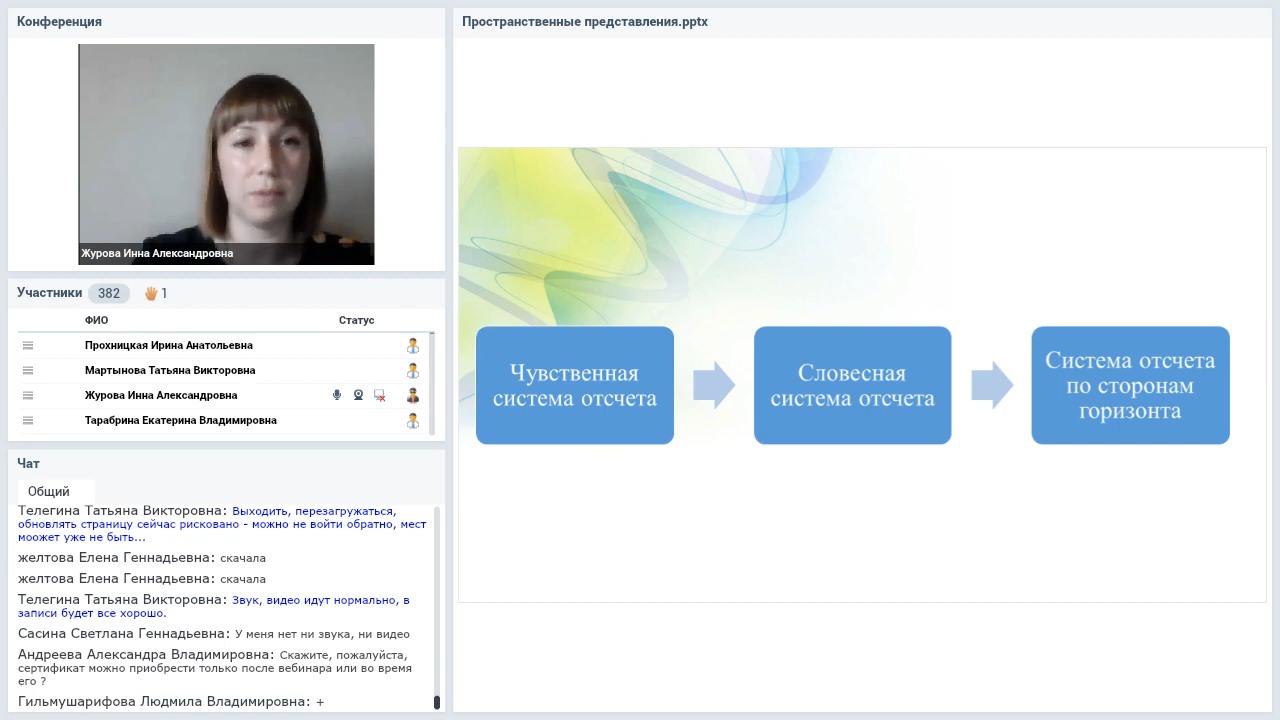 Конференция
Журова Инна Александровна
Участники 382 1
ФИО Статус
Прохницкая Ирина Анатольевна
Мартынова Татьяна Викторовна
Журова Инна Александровна
Тарабрина Екатерина Владимировна
Чат
Общий
Телегина Татьяна Викторовна: Выходить, перезагружаться,
обновлять страницу сейчас рисковано - можно не войти обратно, мест
моожет уже не быть...
желтова Елена Геннадьевна: скачала
желтова Елена Геннадьевна: скачала
Телегина Татьяна Викторовна: Звук, видео идут нормально, в
записи будет все хорошо.
Сасина Светлана Геннадьевна: У меня нет ни звука, ни видео
Андреева Александра Владимировна: Скажите, пожалуйста,
сертификат можно приобрести только после вебинара или во время
его ?
Гильмушарифова Людмила Владимировна: +
Пространственные представления.pptx
Чувственная
система отсчета
Словесная
система отсчета
Система отсчета
по сторонам
горизонта